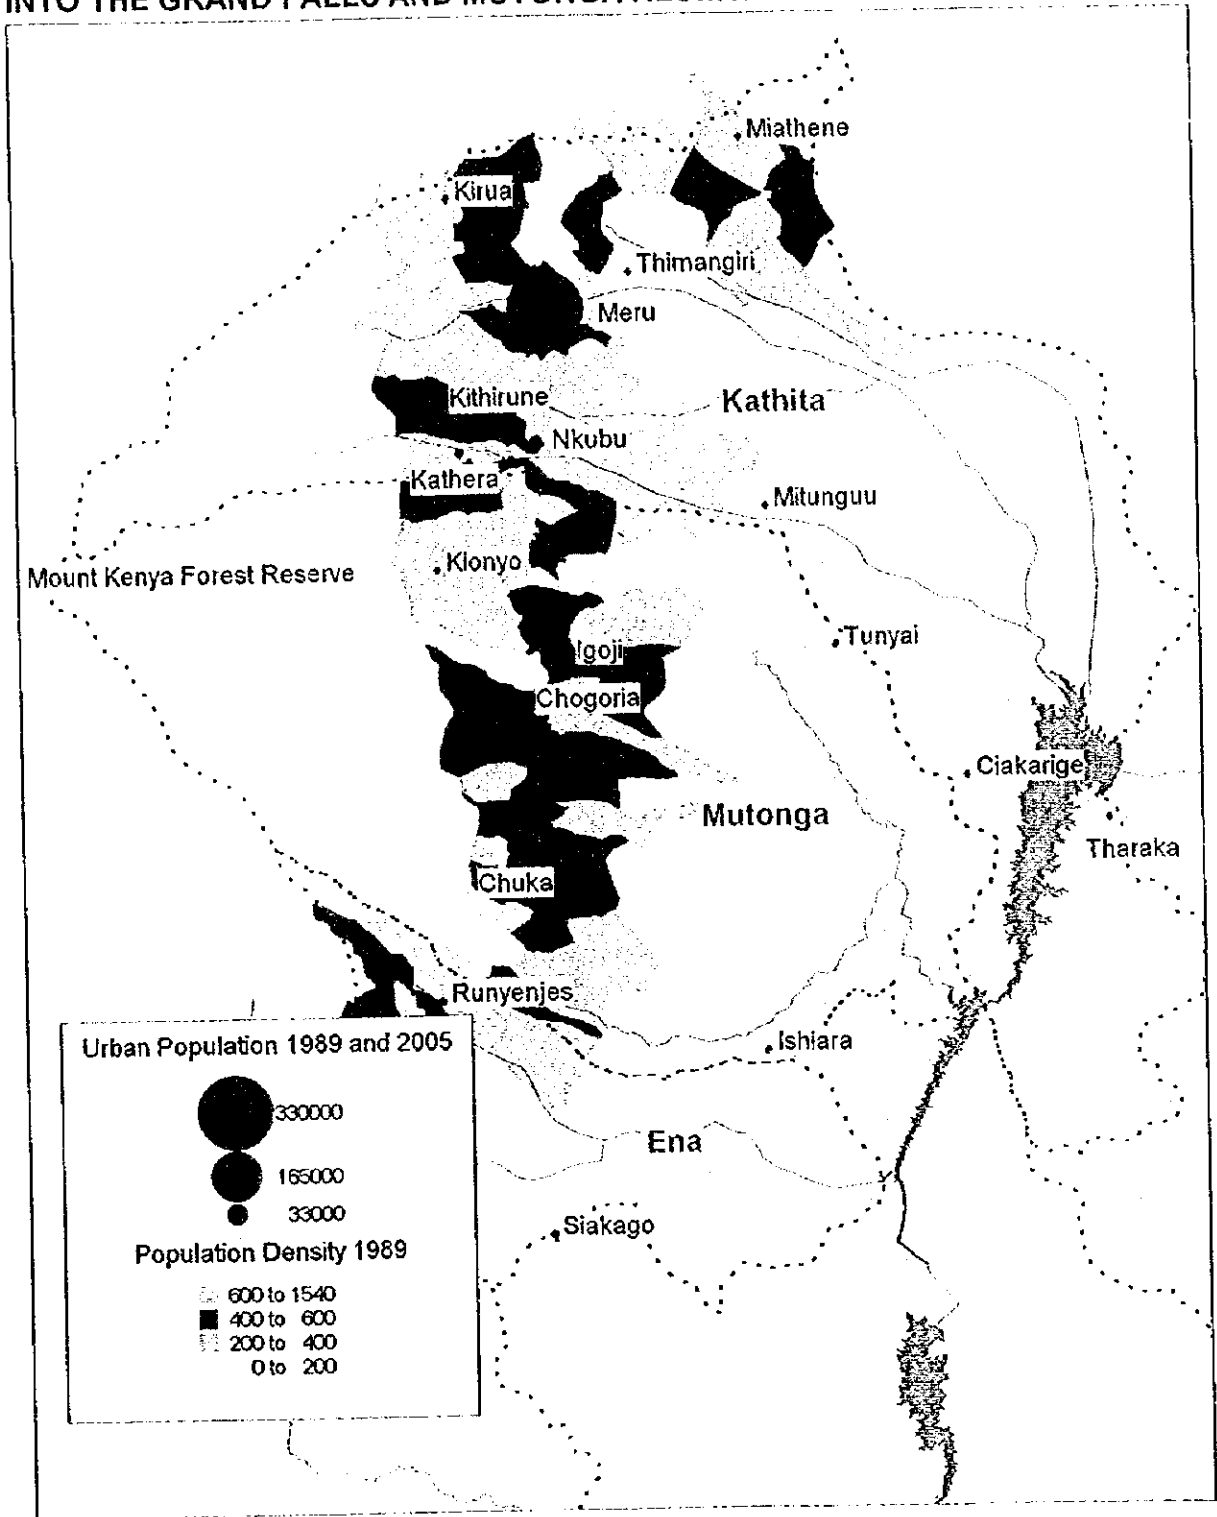 INTO THE GRAND FALLS AND MUTONGA
Miathene
Kirua
Thimangiri
Meru
Kithirune
Kathita
Nkubu
Kathera
Mitunguu
Kionyo
Mount Kenya Forest Reserve
Tunyai
Igoji
Chogoria
Ciakarige
Mutonga
Tharaka
Chuka
Runyenjes
Ishiara
Urban Population 1989 and 2005
330000
165000
33000
Population Density 1989
600 to 1540
400 to 600
200 to 400
0 to 200
Ena
Siakago